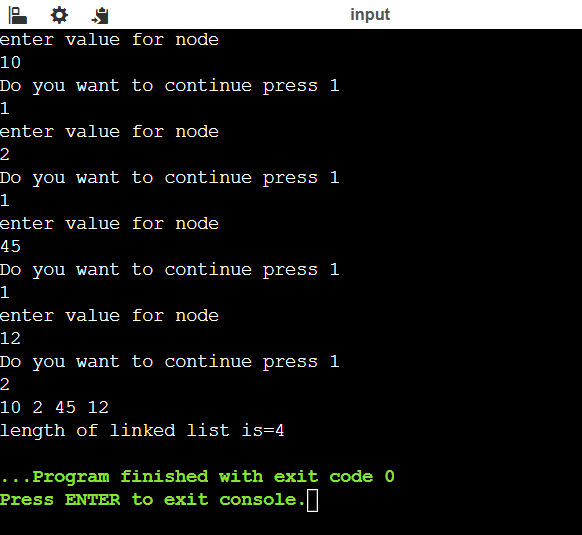 input
enter value for node
10
Do you want to continue press 1
1
enter value for node
2
Do you want to continue press 1
1
enter value for node
45
Do you want to continue press 1
1
enter value for node
12
Do you want to continue press 1
2
10 2 45 12
length of linked list is=4
...Program finished with exit code 0
Press ENTER to exit console.